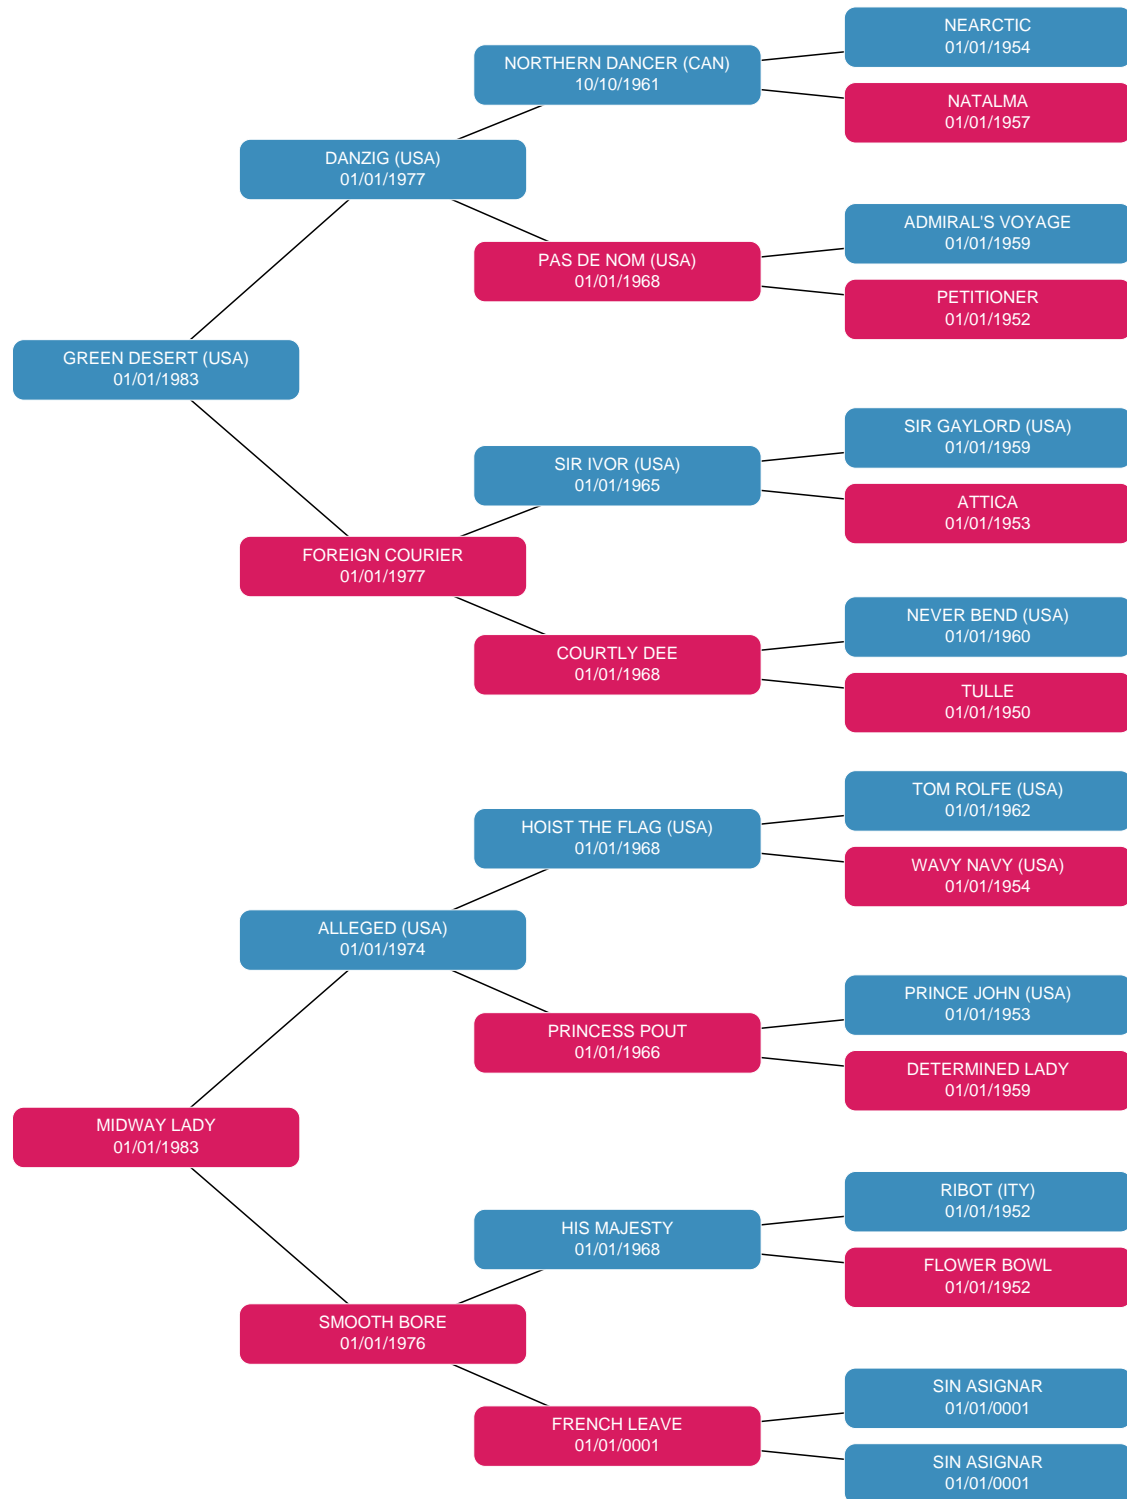 NEARCTIC
01/01/1954
NORTHERN DANCER (CAN)
10/10/1961
NATALMA
01/01/1957
DANZIG (USA)
01/01/1977
ADMIRAL'S VOYAGE
01/01/1959
PAS DE NOM (USA)
01/01/1968
PETITIONER
01/01/1952
GREEN DESERT (USA)
01/01/1983
SIR GAYLORD (USA)
01/01/1959
SIR IVOR (USA)
01/01/1965
ATTICA
01/01/1953
FOREIGN COURIER
01/01/1977
NEVER BEND (USA)
01/01/1960
COURTLY DEE
01/01/1968
TULLE
01/01/1950
TOM ROLFE (USA)
01/01/1962
HOIST THE FLAG (USA)
01/01/1968
WAVY NAVY (USA)
01/01/1954
ALLEGED (USA)
01/01/1974
PRINCE JOHN (USA)
01/01/1953
PRINCESS POUT
01/01/1966
DETERMINED LADY
01/01/1959
MIDWAY LADY
01/01/1983
RIBOT (ITY)
01/01/1952
HIS MAJESTY
01/01/1968
FLOWER BOWL
01/01/1952
SMOOTH BORE
01/01/1976
SIN ASIGNAR
01/01/0001
FRENCH LEAVE
01/01/0001
SIN ASIGNAR
01/01/0001